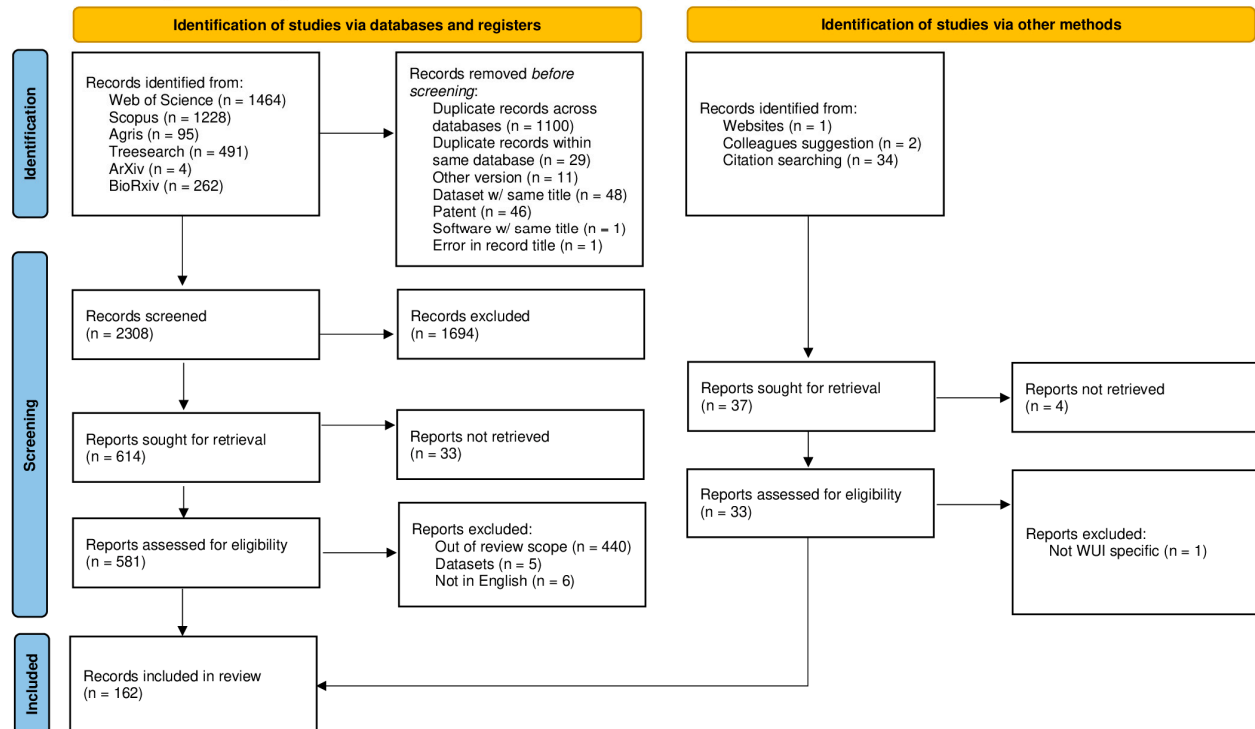 Identification of studies via databases and registers
Identification of studies via other methods
Identification
Records identified from:
Web of Science (n = 1464)
Scopus (n = 1228)
Agris (n = 95)
Treesearch (n = 491)
ArXiv (n = 4)
BioRxiv (n = 262)
Records removed before
screening:
Duplicate records across
databases (n = 1100)
Duplicate records within
same database (n = 29)
Other version (n = 11)
Dataset w/ same title (n = 48)
Patent (n = 46)
Software w/ same title (n = 1)
Error in record title (n = 1)
Records identified from:
Websites (n = 1)
Colleagues suggestion (n = 2)
Citation searching (n = 34)
Screening
Records screened
(n = 2308)
Records excluded
(n = 1694)
Reports sought for retrieval
(n = 614)
Reports not retrieved
(n = 33)
Reports sought for retrieval
(n = 37)
Reports not retrieved
(n = 4)
Reports assessed for eligibility
(n = 581)
Reports excluded:
Out of review scope (n = 440)
Datasets (n = 5)
Not in English (n = 6)
Reports assessed for eligibility
(n = 33)
Reports excluded:
Not WUI specific (n = 1)
Included
Records included in review
(n = 162)